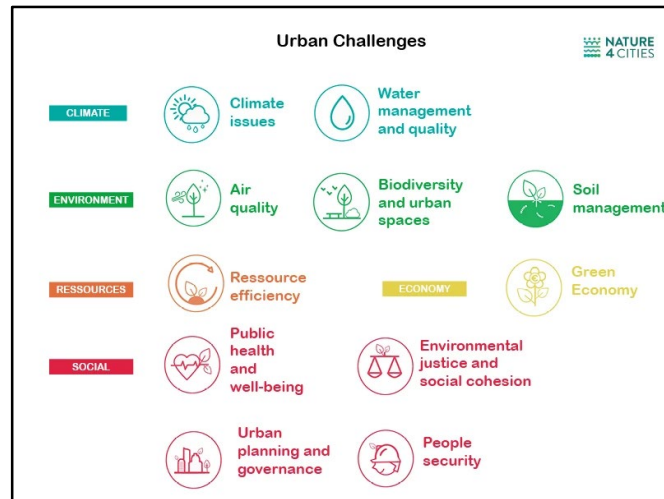 Urban Challenges
NATURE
4 CITIES
CLIMATE
Climate
issues
Water
management
and quality
ENVIRONMENT
Air
quality
Biodiversity
and urban
spaces
Soil
management
RESSOURCES
Ressource
efficiency
ECONOMY
Green
Economy
SOCIAL
Public
health
and
well-being
Environmental
justice and
social cohesion
Urban
planning and
governance
People
security